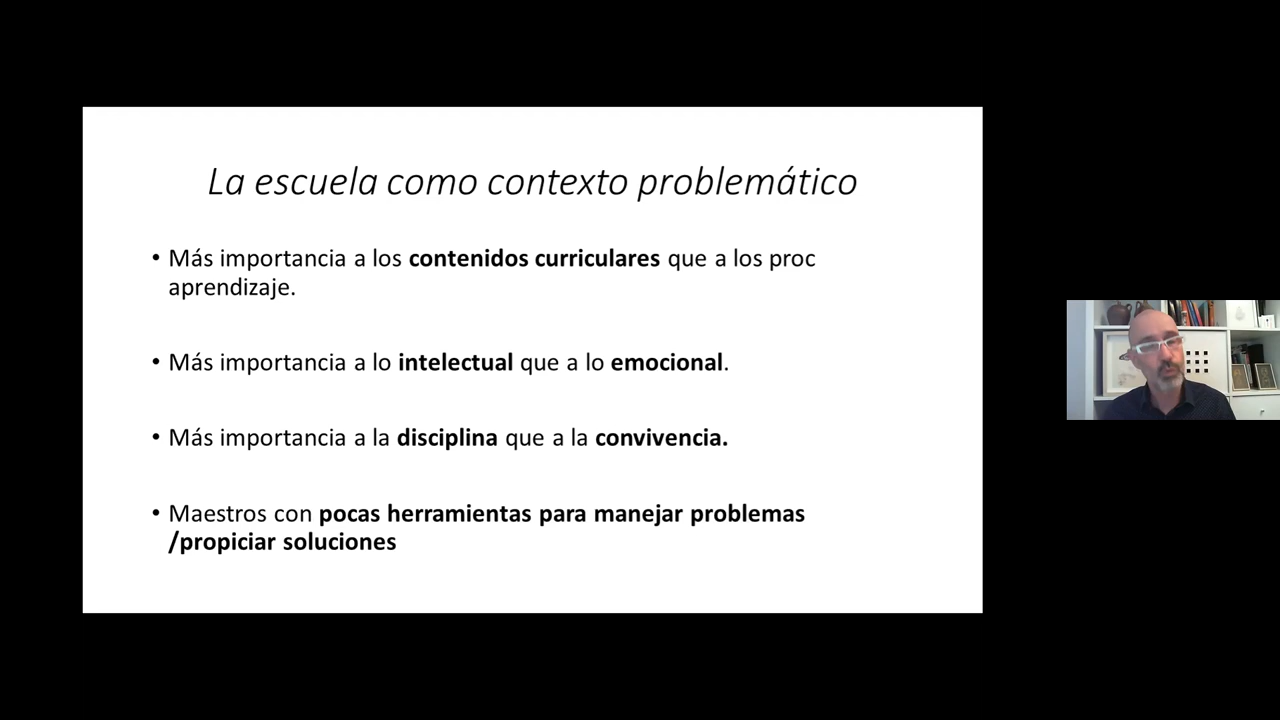 La escuela como contexto problemático
• Más importancia a los contenidos curriculares que a los proc
aprendizaje.
• Más importancia a lo intelectual que a lo emocional.
• Más importancia a la disciplina que a la convivencia.
• Maestros con pocas herramientas para manejar problemas
/propiciar soluciones